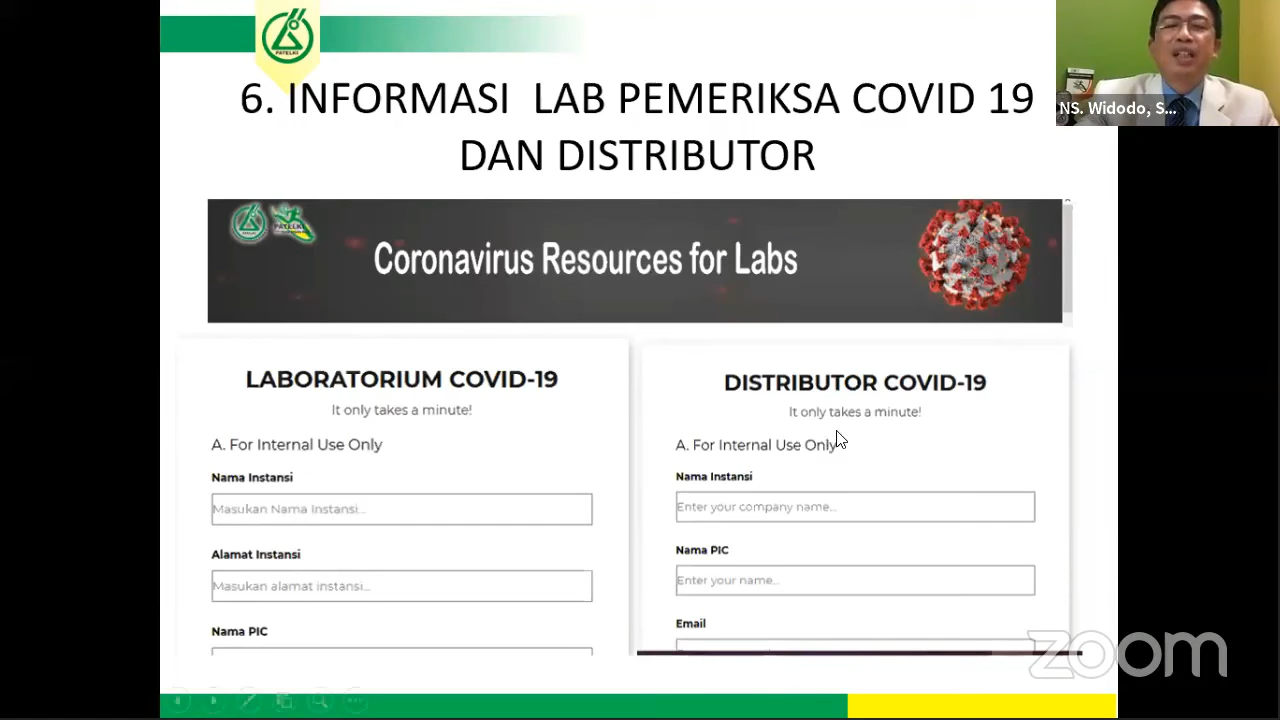 PATELKI
6. INFORMASI LAB PEMERIKSA COVID 19
DAN DISTRIBUTOR
NS. Widodo, S...
PATELKI
Coronavirus Resources for Labs
LABORATORIUM COVID-19
It only takes a minute!
A. For Internal Use Only
Nama Instansi
Masukan Nama Instansi...
Alamat Instansi
Masukan alamat instansi...
Nama PIC
DISTRIBUTOR COVID-19
It only takes a minute!
A. For Internal Use Only
Nama Instansi
Enter your company name...
Nama PIC
Enter your name...
Email
zoom